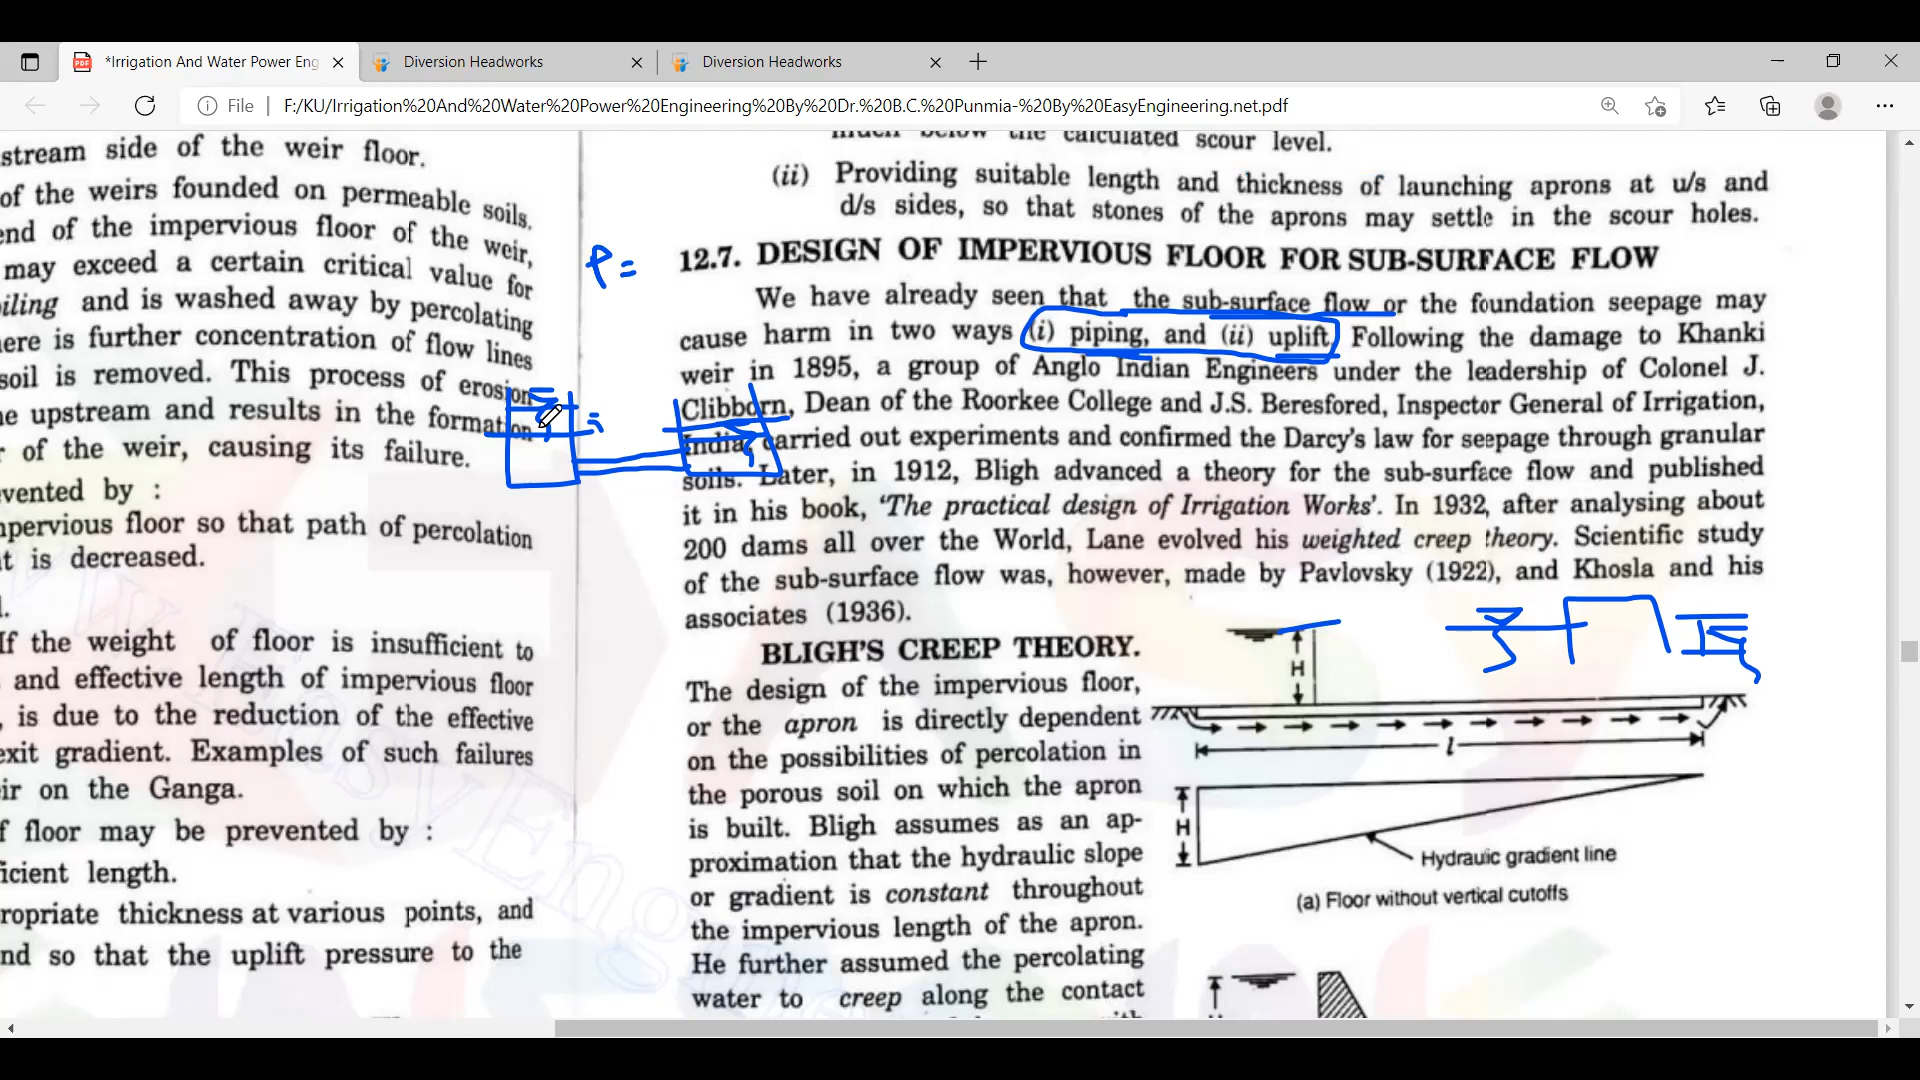 *Irrigation And Water Power Eng
Diversion Headworks
Diversion Headworks
File
F:/KU/Irrigation%20And%20Water%20Power%20Engineering%20By%20Dr.%20B.C.%20Punmia-%20By%20EasyEngineering.net.pdf
stream side of the weir floor.
of the weirs founded on permeable soils.
end of the impervious floor of the weir,
may exceed a certain critical value for
iling and is washed away by percolating
ere is further concentration of flow lines
soil is removed. This process of erosion
e upstream and results in the formation
of the weir, causing its failure.
vented by :
mpervious floor so that path of percolation
t is decreased.
If the weight of floor is insufficient to
and effective length of impervious floor
, is due to the reduction of the effective
exit gradient. Examples of such failures
eir on the Ganga.
f floor may be prevented by :
ficient length.
ropriate thickness at various points, and
nd so that the uplift pressure to the
P =
much below the calculated scour level.
(ii) Providing suitable length and thickness of launching aprons at u/s and
d/s sides, so that stones of the aprons may settle in the scour holes.
12.7. DESIGN OF IMPERVIOUS FLOOR FOR SUB-SURFACE FLOW
We have already seen that the sub-surface flow or the foundation seepage may
cause harm in two ways (i) piping, and (ii) uplift. Following the damage to Khanki
weir in 1895, a group of Anglo Indian Engineers under the leadership of Colonel J.
Clibborn, Dean of the Roorkee College and J.S. Beresfored, Inspector General of Irrigation,
India, carried out experiments and confirmed the Darcy's law for seepage through granular
soils. Later, in 1912, Bligh advanced a theory for the sub-surface flow and published
it in his book, 'The practical design of Irrigation Works'. In 1932, after analysing about
200 dams all over the World, Lane evolved his weighted creep theory. Scientific study
of the sub-surface flow was, however, made by Pavlovsky (1922), and Khosla and his
associates (1936).
BLIGH'S CREEP THEORY.
The design of the impervious floor,
or the apron is directly dependent
on the possibilities of percolation in
the porous soil on which the apron
is built. Bligh assumes as an ap-
proximation that the hydraulic slope
or gradient is constant throughout
the impervious length of the apron.
He further assumed the percolating
water to creep along the contact
H
l
H
Hydraulic gradient line
(a) Floor without vertical cutoffs